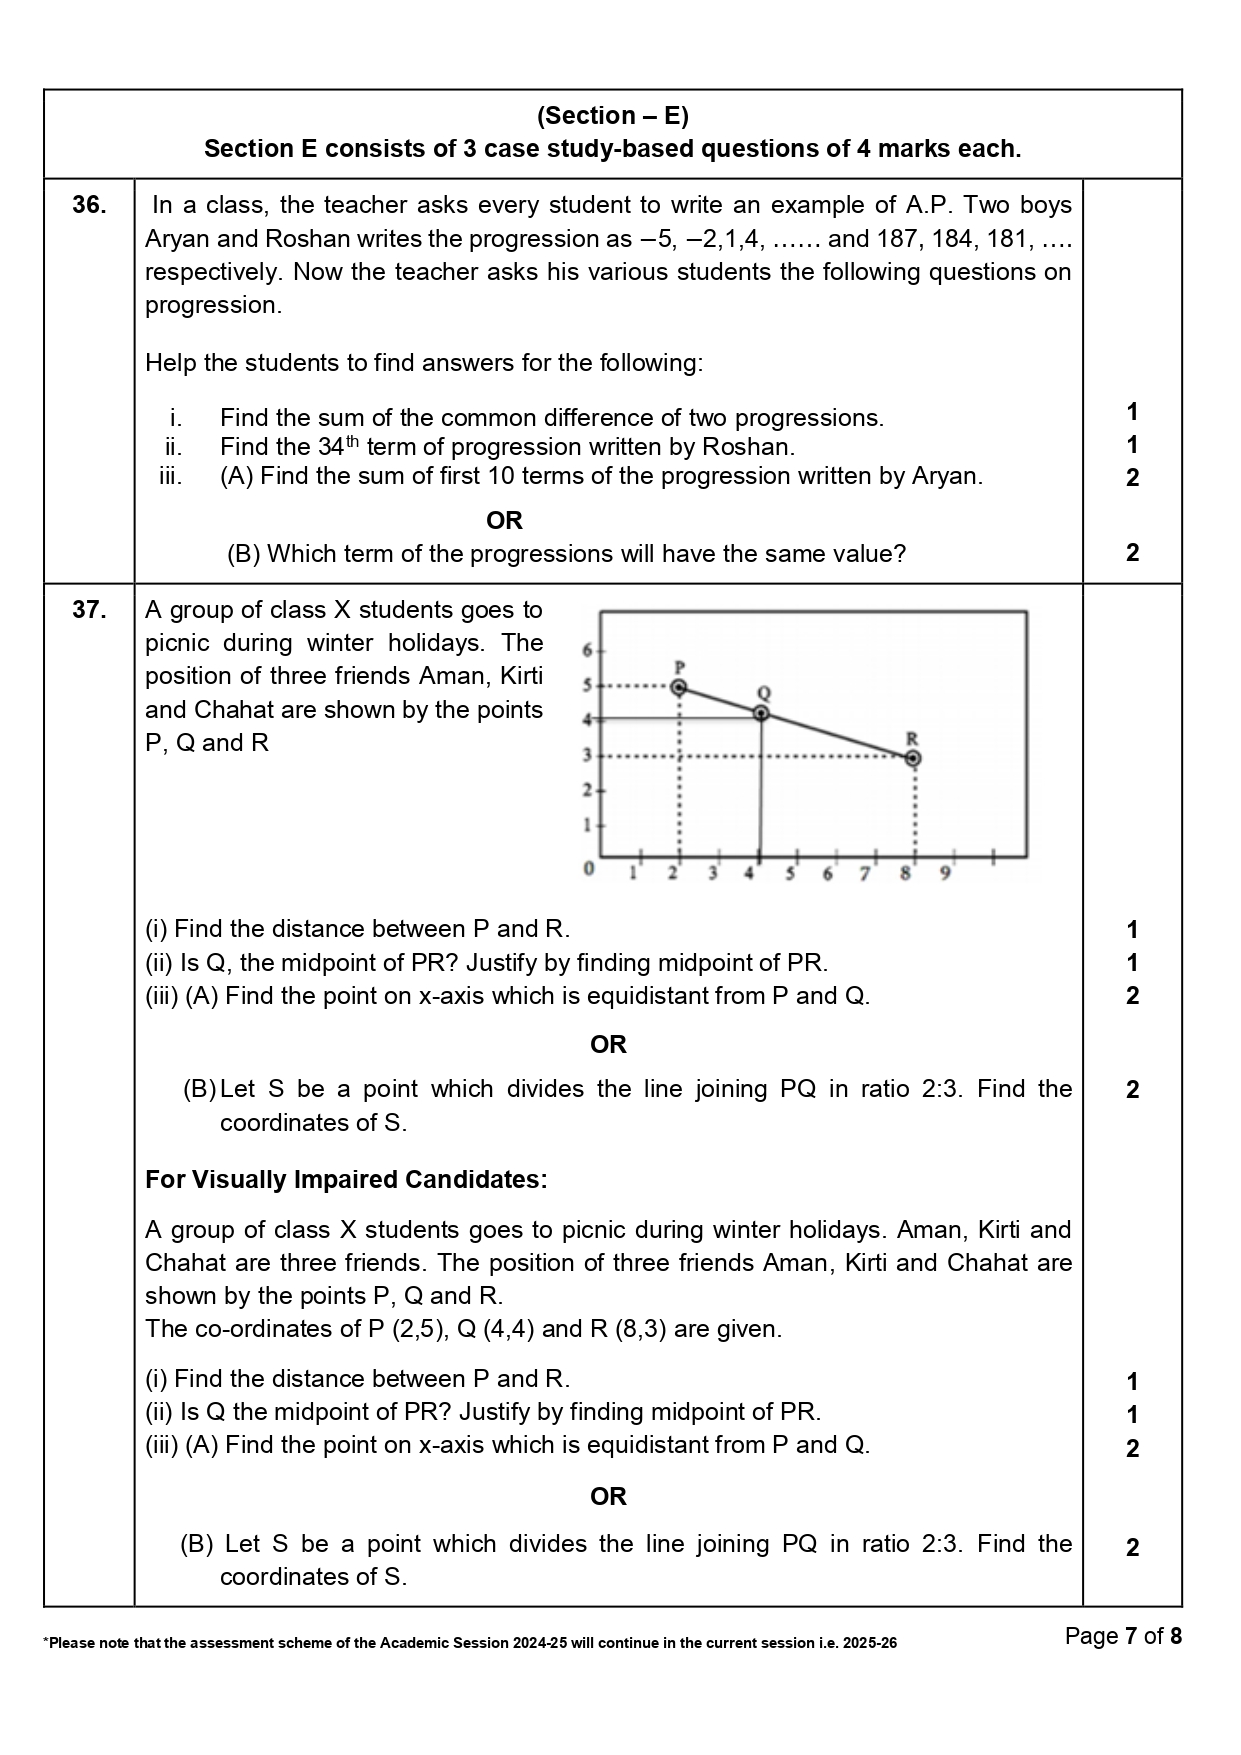 (Section – E)
Section E consists of 3 case study-based questions of 4 marks each.
36.
In a class, the teacher asks every student to write an example of A.P. Two boys
Aryan and Roshan writes the progression as −5, −2,1,4, …… and 187, 184, 181, ….
respectively. Now the teacher asks his various students the following questions on
progression.
Help the students to find answers for the following:
i. Find the sum of the common difference of two progressions. 1
ii. Find the 34th term of progression written by Roshan. 1
iii. (A) Find the sum of first 10 terms of the progression written by Aryan. 2
OR
(B) Which term of the progressions will have the same value? 2
37.
A group of class X students goes to
picnic during winter holidays. The
position of three friends Aman, Kirti
and Chahat are shown by the points
P, Q and R
6
5
4
3
2
1
0 1 2 3 4 5 6 7 8 9
P
Q
R
(i) Find the distance between P and R. 1
(ii) Is Q, the midpoint of PR? Justify by finding midpoint of PR. 1
(iii) (A) Find the point on x-axis which is equidistant from P and Q. 2
OR
(B) Let S be a point which divides the line joining PQ in ratio 2:3. Find the 2
coordinates of S.
For Visually Impaired Candidates:
A group of class X students goes to picnic during winter holidays. Aman, Kirti and
Chahat are three friends. The position of three friends Aman, Kirti and Chahat are
shown by the points P, Q and R.
The co-ordinates of P (2,5), Q (4,4) and R (8,3) are given.
(i) Find the distance between P and R. 1
(ii) Is Q the midpoint of PR? Justify by finding midpoint of PR. 1
(iii) (A) Find the point on x-axis which is equidistant from P and Q. 2
OR
(B) Let S be a point which divides the line joining PQ in ratio 2:3. Find the 2
coordinates of S.
*Please note that the assessment scheme of the Academic Session 2024-25 will continue in the current session i.e. 2025-26
Page 7 of 8